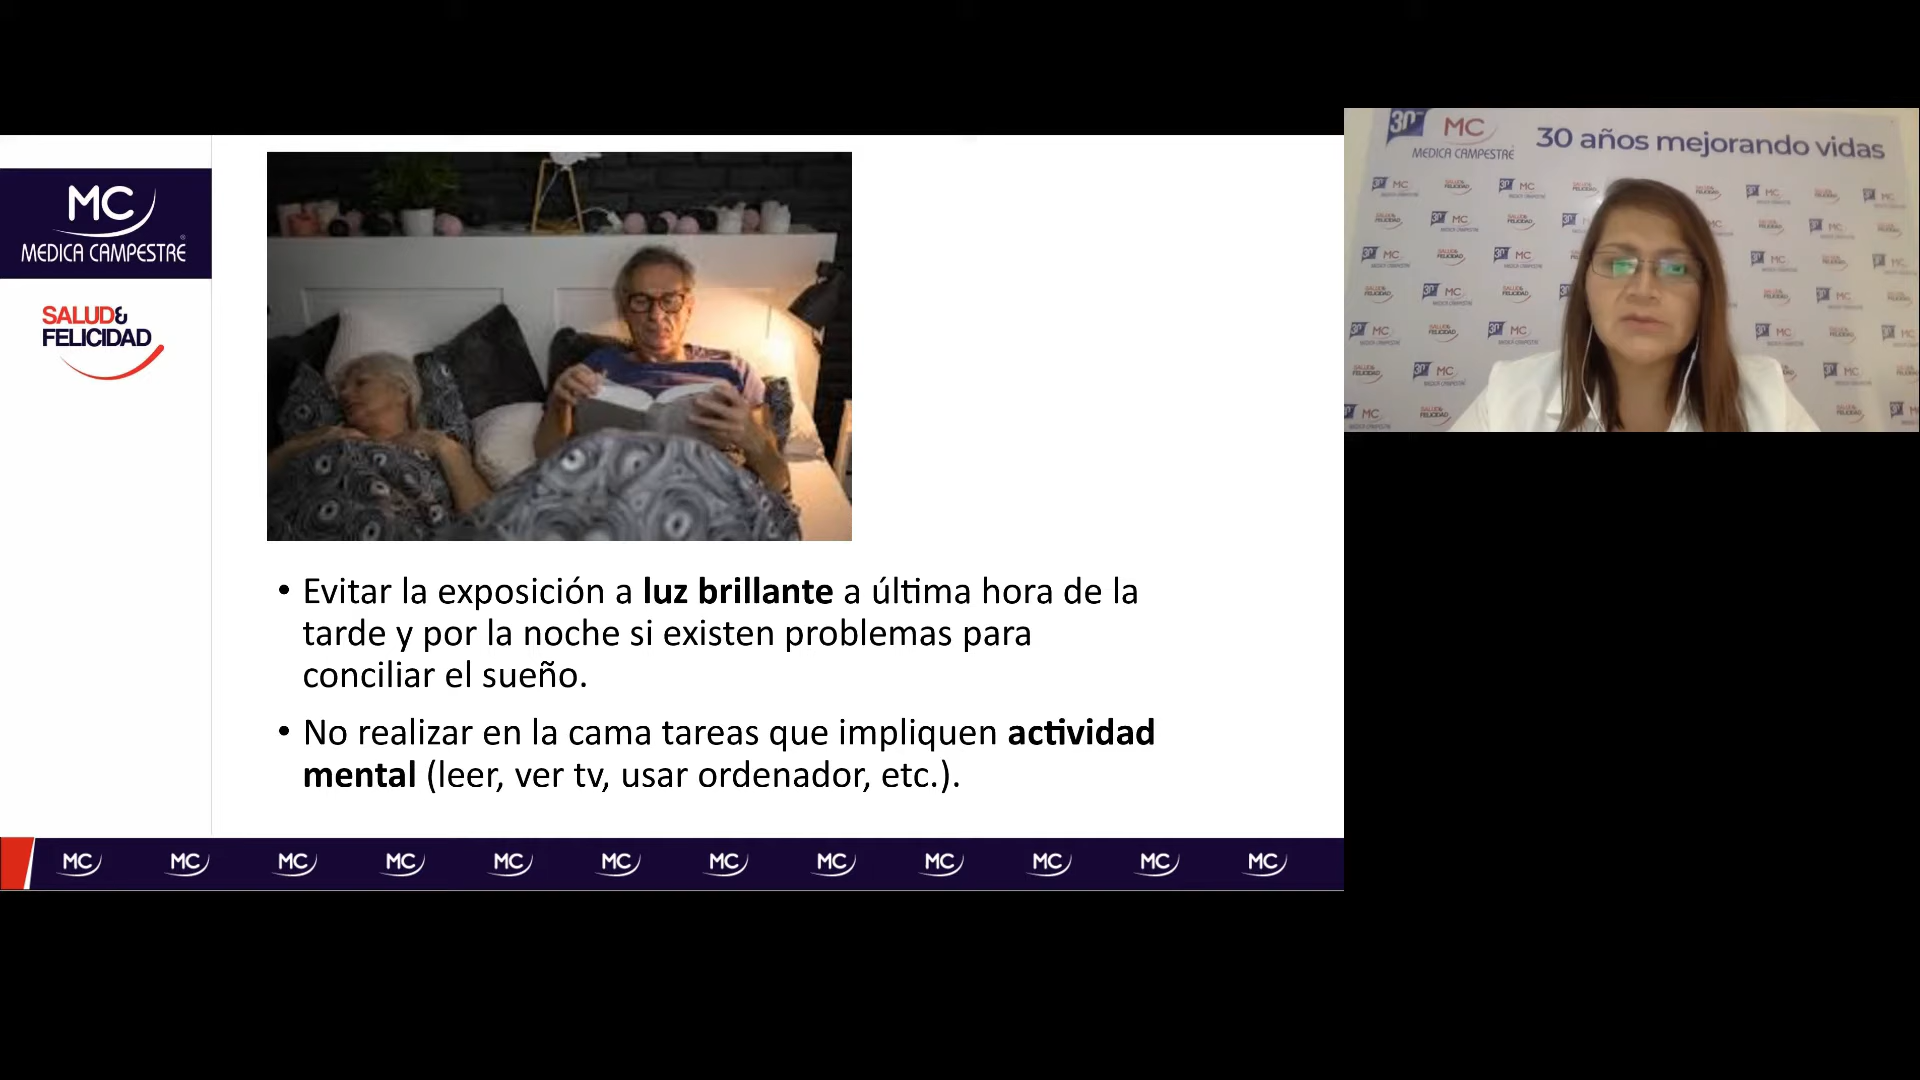 MC
MEDICA CAMPESTRE
SALUD&
FELICIDAD
• Evitar la exposición a luz brillante a última hora de la
tarde y por la noche si existen problemas para
conciliar el sueño.
• No realizar en la cama tareas que impliquen actividad
mental (leer, ver tv, usar ordenador, etc.).
MC MC MC MC MC MC MC MC MC MC MC MC
30 MC
MEDICA CAMPESTRE
30 años mejorando vidas